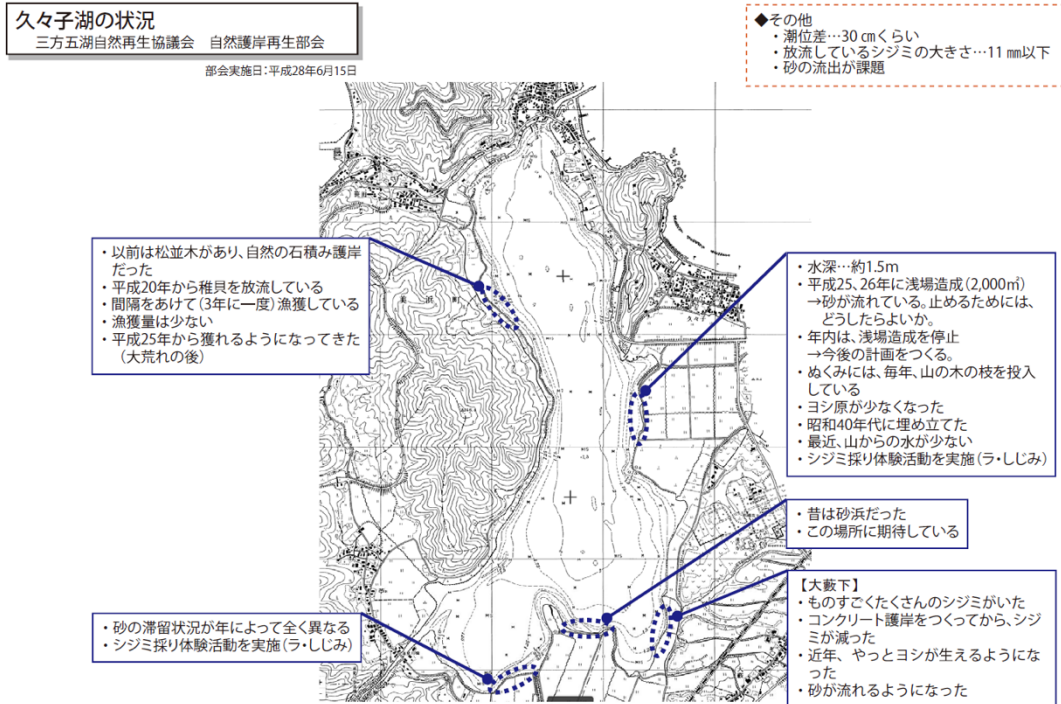 久々子湖の状況
三方五湖自然再生協議会　自然護岸再生部会
部会実施日：平成28年6月15日
◆その他
・潮位差…30 ㎝くらい
・放流しているシジミの大きさ…11 ㎜以下
・砂の流出が課題
・以前は松並木があり、自然の石積み護岸
だった
・平成20年から稚貝を放流している
・間隔をあけて（3年に一度）漁獲している
・漁獲量は少ない
・平成25年から獲れるようになってきた
（大荒れの後）
・水深…約1.5m
・平成25、26年に浅場造成（2,000㎡）
→砂が流れている。止めるためには、
どうしたらよいか。
・年内は、浅場造成を停止
→今後の計画をつくる。
・ぬくみには、毎年、山の木の枝を投入
している
・ヨシ原が少なくなった
・昭和40年代に埋め立てた
・最近、山からの水が少ない
・シジミ採り体験活動を実施（ラ・しじみ）
・昔は砂浜だった
・この場所に期待している
【大藪下】
・ものすごくたくさんのシジミがいた
・コンクリート護岸をつくってから、シジ
ミが減った
・近年、やっとヨシが生えるようにな
った
・砂が流れるようになった
・砂の滞留状況が年によって全く異なる
・シジミ採り体験活動を実施（ラ・しじみ）
美浜町
久々子